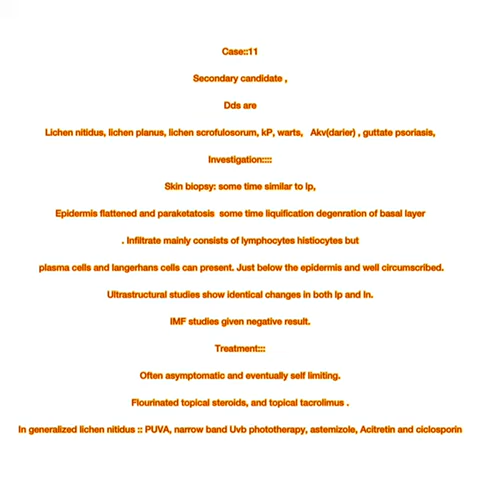 Case::11
Secondary candidate ,
Dds are
Lichen nitidus, lichen planus, lichen scrofulosorum, kP, warts, Akv(darier) , guttate psoriasis,
Investigation::::
Skin biopsy: some time similar to lp,
Epidermis flattened and paraketatosis some time liquification degenration of basal layer
. Infiltrate mainly consists of lymphocytes histiocytes but
plasma cells and langerhans cells can present. Just below the epidermis and well circumscribed.
Ultrastructural studies show identical changes in both lp and ln.
IMF studies given negative result.
Treatment:::
Often asymptomatic and eventually self limiting.
Flourinated topical steroids, and topical tacrolimus .
In generalized lichen nitidus :: PUVA, narrow band Uvb phototherapy, astemizole, Acitretin and ciclosporin